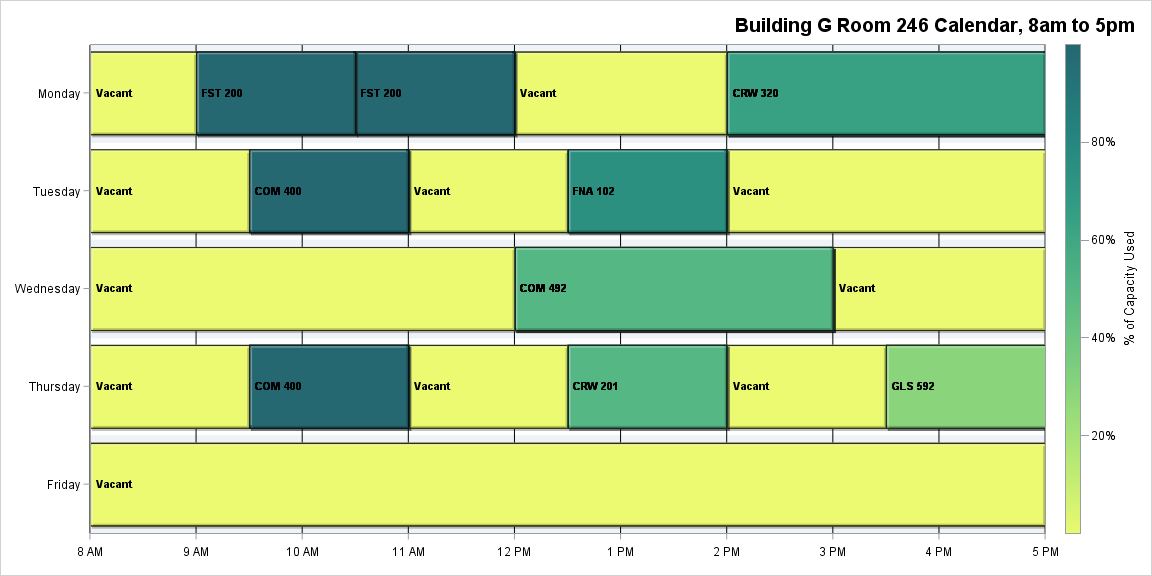 Building G Room 246 Calendar, 8am to 5pm
Monday
Vacant
FST 200
FST 200
Vacant
CRW 320
Tuesday
Vacant
COM 400
Vacant
FNA 102
Vacant
Wednesday
Vacant
COM 492
Vacant
Thursday
Vacant
COM 400
Vacant
CRW 201
Vacant
GLS 592
Friday
Vacant
8 AM
9 AM
10 AM
11 AM
12 PM
1 PM
2 PM
3 PM
4 PM
5 PM
80%
60%
40%
20%
% of Capacity Used